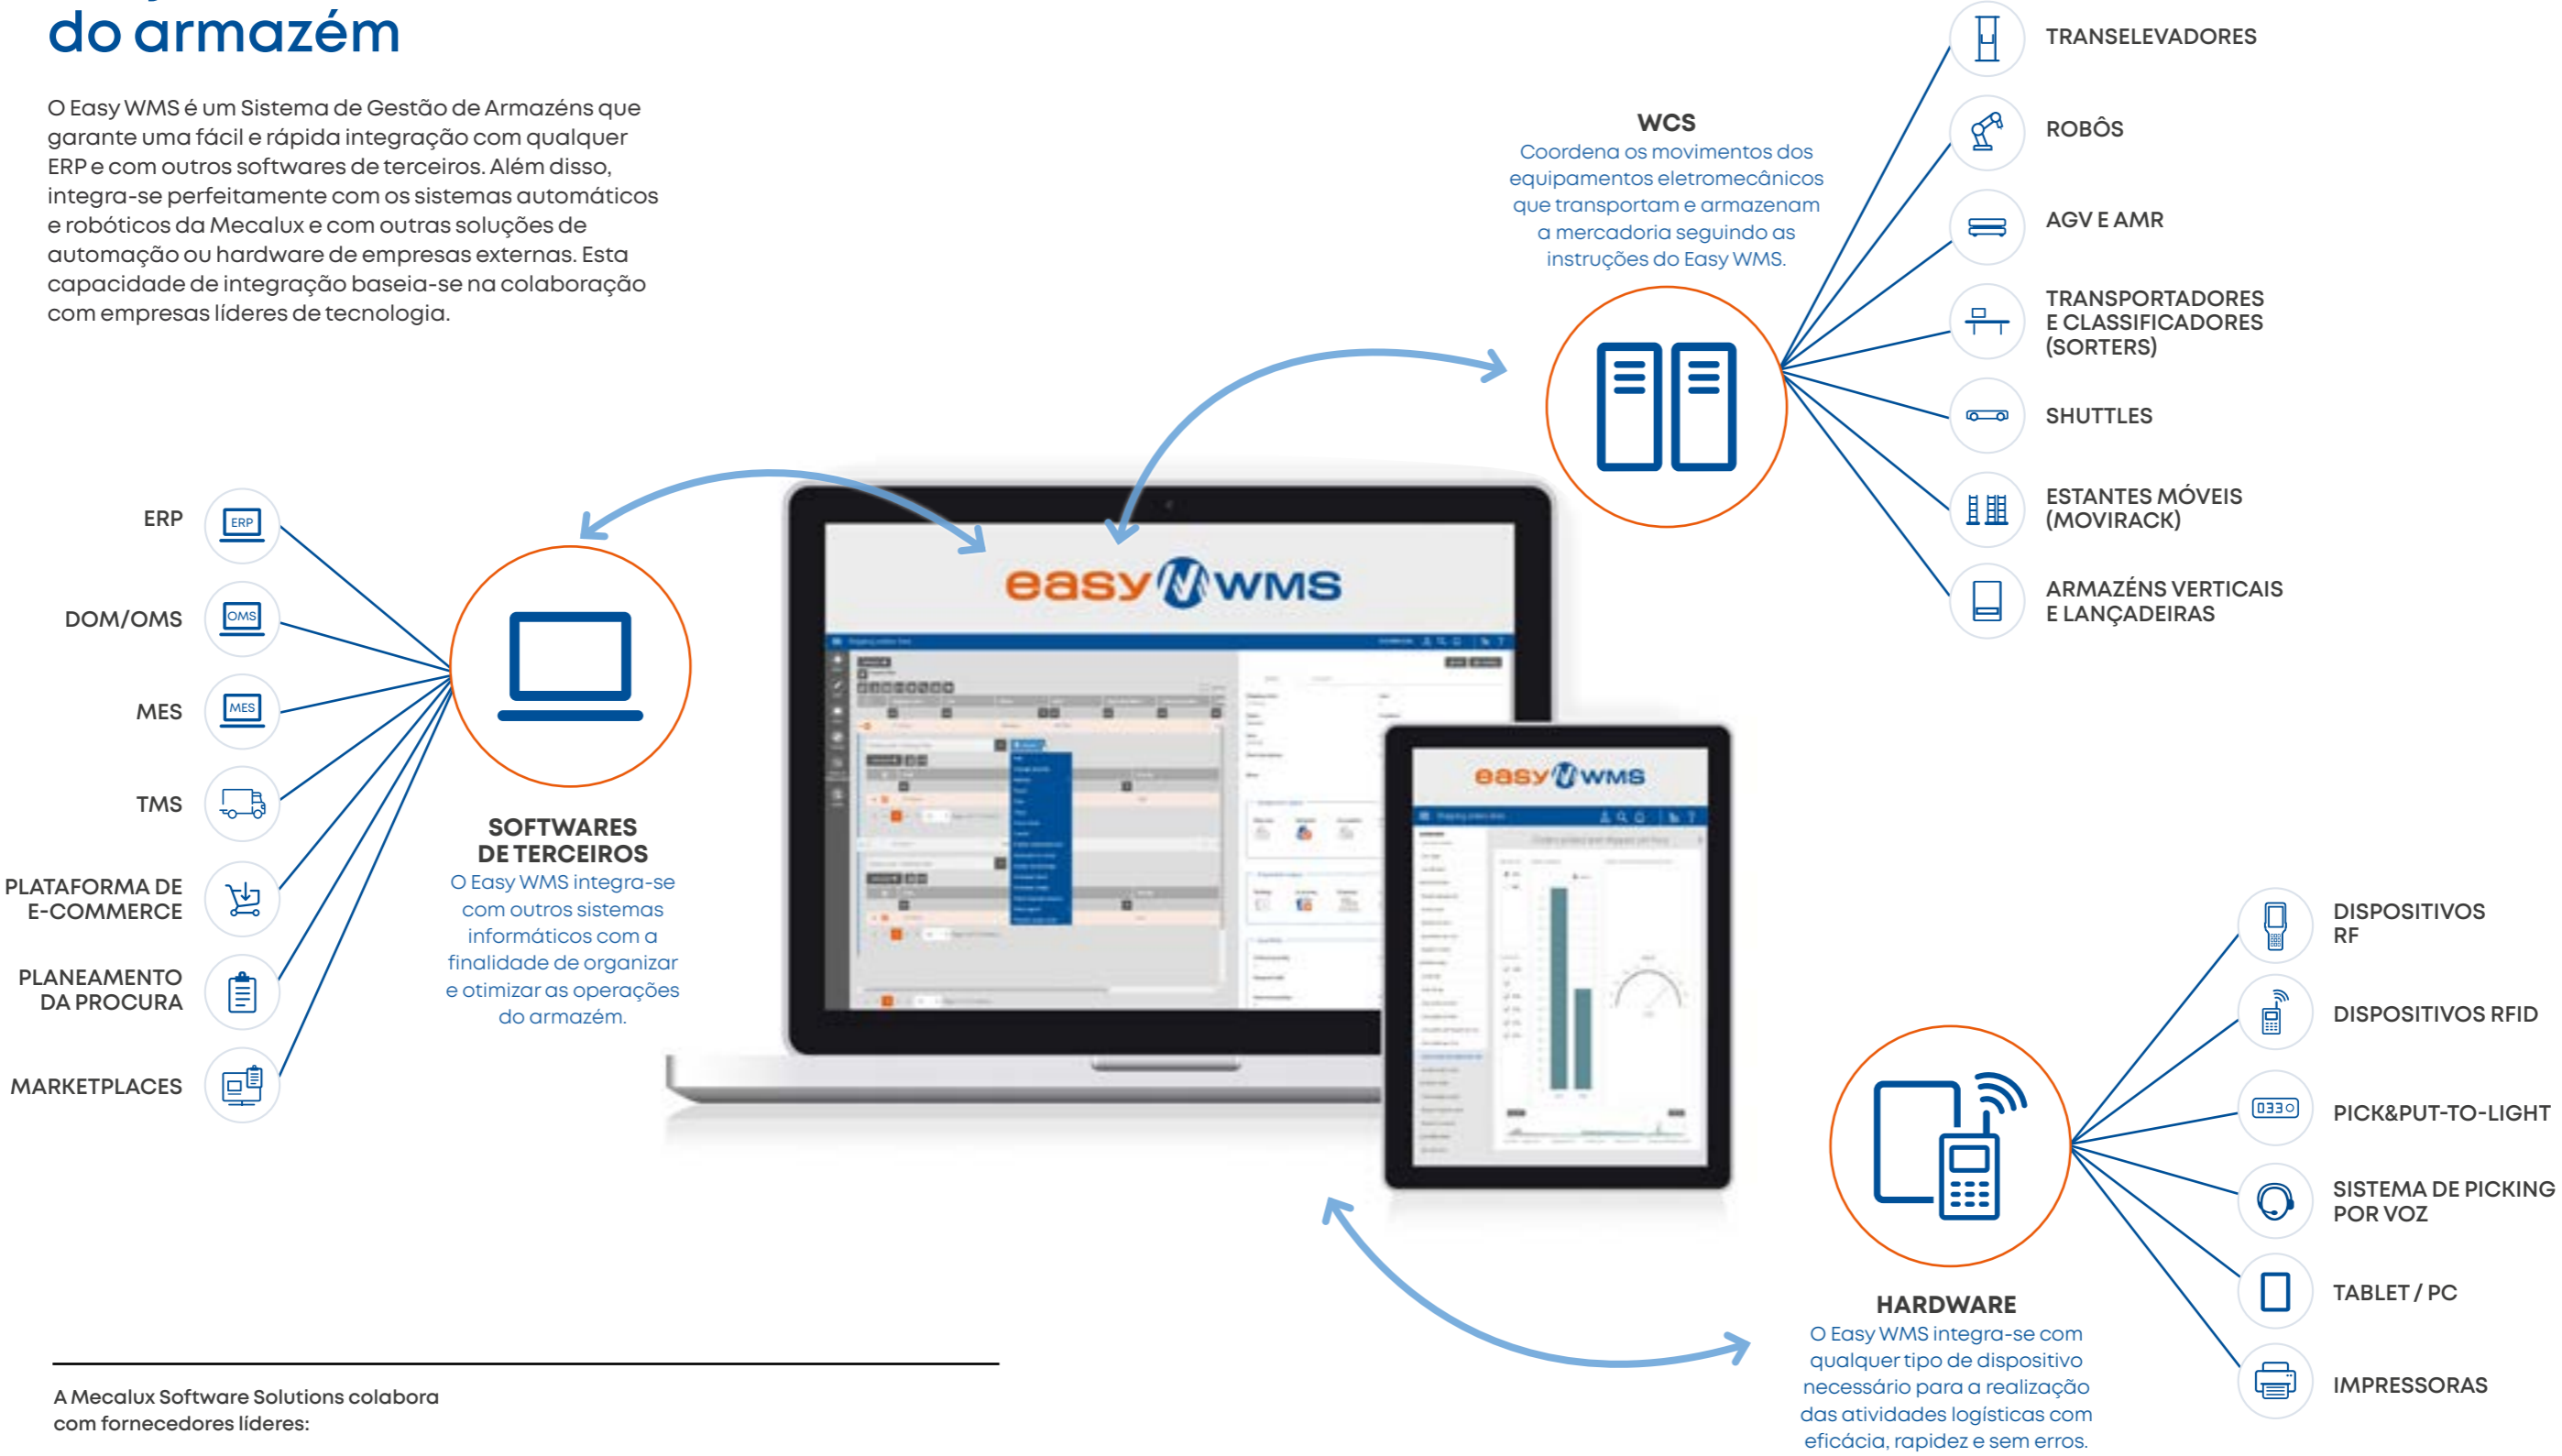 do armazém
O Easy WMS é um Sistema de Gestão de Armazéns que
garante uma fácil e rápida integração com qualquer
ERP e com outros softwares de terceiros. Além disso,
integra-se perfeitamente com os sistemas automáticos
e robóticos da Mecalux e com outras soluções de
automação ou hardware de empresas externas. Esta
capacidade de integração baseia-se na colaboração
com empresas líderes de tecnologia.
WCS
Coordena os movimentos dos
equipamentos eletromecânicos
que transportam e armazenam
a mercadoria seguindo as
instruções do Easy WMS.
TRANSELEVADORES
ROBÔS
AGV E AMR
TRANSPORTADORES
E CLASSIFICADORES
(SORTERS)
SHUTTLES
ESTANTES MÓVEIS
(MOVIRACK)
ARMAZÉNS VERTICAIS
E LANÇADEIRAS
ERP
ERP
DOM/OMS
OMS
MES
MES
TMS
PLATAFORMA DE
E-COMMERCE
PLANEAMENTO
DA PROCURA
MARKETPLACES
SOFTWARES
DE TERCEIROS
O Easy WMS integra-se
com outros sistemas
informáticos com a
finalidade de organizar
e otimizar as operações
do armazém.
easy WMS
easy WMS
DISPOSITIVOS
RF
DISPOSITIVOS RFID
033
PICK&PUT-TO-LIGHT
SISTEMA DE PICKING
POR VOZ
TABLET / PC
IMPRESSORAS
HARDWARE
O Easy WMS integra-se com
qualquer tipo de dispositivo
necessário para a realização
das atividades logísticas com
eficácia, rapidez e sem erros.
A Mecalux Software Solutions colabora
com fornecedores líderes: